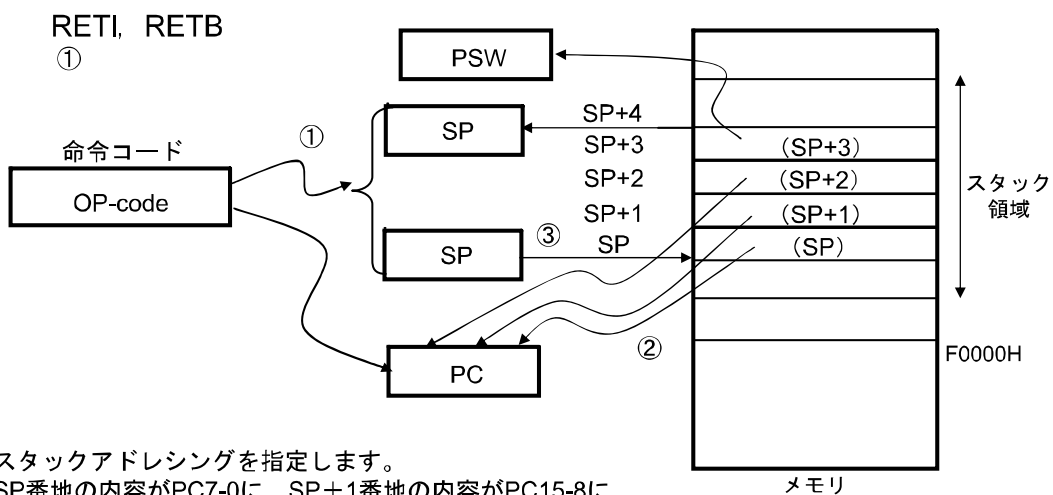 RETI, RETB
①
PSW
命令コード
OP-code
①
SP
SP
PC
SP+4
SP+3
SP+2
SP+1
③
SP
②
(SP+3)
(SP+2)
(SP+1)
(SP)
スタック
領域
F0000H
メモリ
スタックアドレシングを指定します。
SP番地の内容がPC7-0に,SP+1番地の内容がPC15-8に